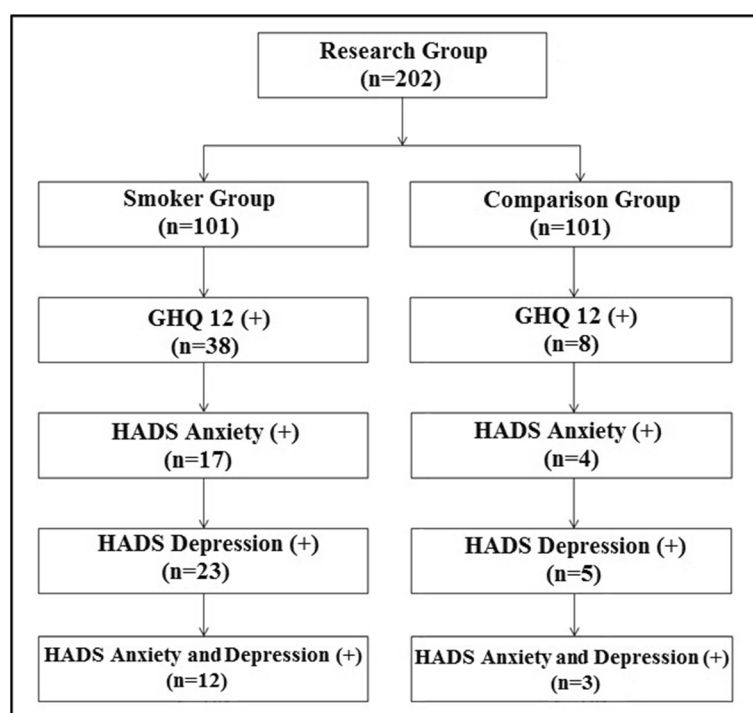 Research Group
(n=202)
Smoker Group
(n=101)
Comparison Group
(n=101)
GHQ 12 (+)
(n=38)
GHQ 12 (+)
(n=8)
HADS Anxiety (+)
(n=17)
HADS Anxiety (+)
(n=4)
HADS Depression (+)
(n=23)
HADS Depression (+)
(n=5)
HADS Anxiety and Depression (+)
(n=12)
HADS Anxiety and Depression (+)
(n=3)